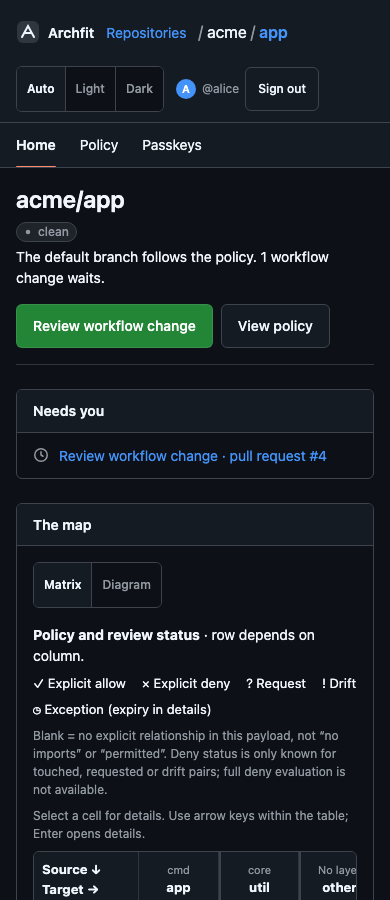 Archfit Repositories / acme / app
Auto Light Dark A @alice Sign out
Home Policy Passkeys
acme/app
clean
The default branch follows the policy. 1 workflow
change waits.
Review workflow change View policy
Needs you
Review workflow change · pull request #4
The map
Matrix Diagram
Policy and review status · row depends on
column.
✓ Explicit allow × Explicit deny ? Request ! Drift
◷ Exception (expiry in details)
Blank = no explicit relationship in this payload, not “no
imports” or “permitted”. Deny status is only known for
touched, requested or drift pairs; full deny evaluation is
not available.
Select a cell for details. Use arrow keys within the table;
Enter opens details.
Source ↓ cmd core No laye
Target → app util other